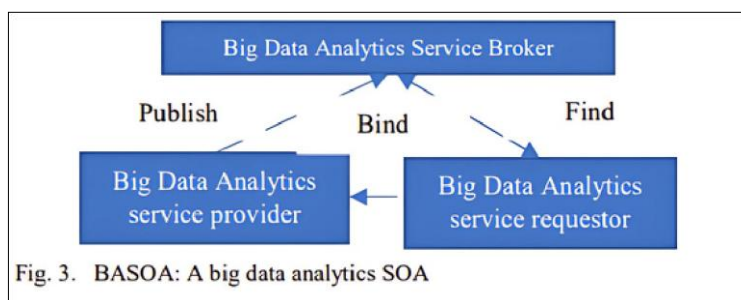 Big Data Analytics Service Broker
Publish
Bind
Find
Big Data Analytics
service provider
Big Data Analytics
service requestor
Fig. 3. BASOA: A big data analytics SOA